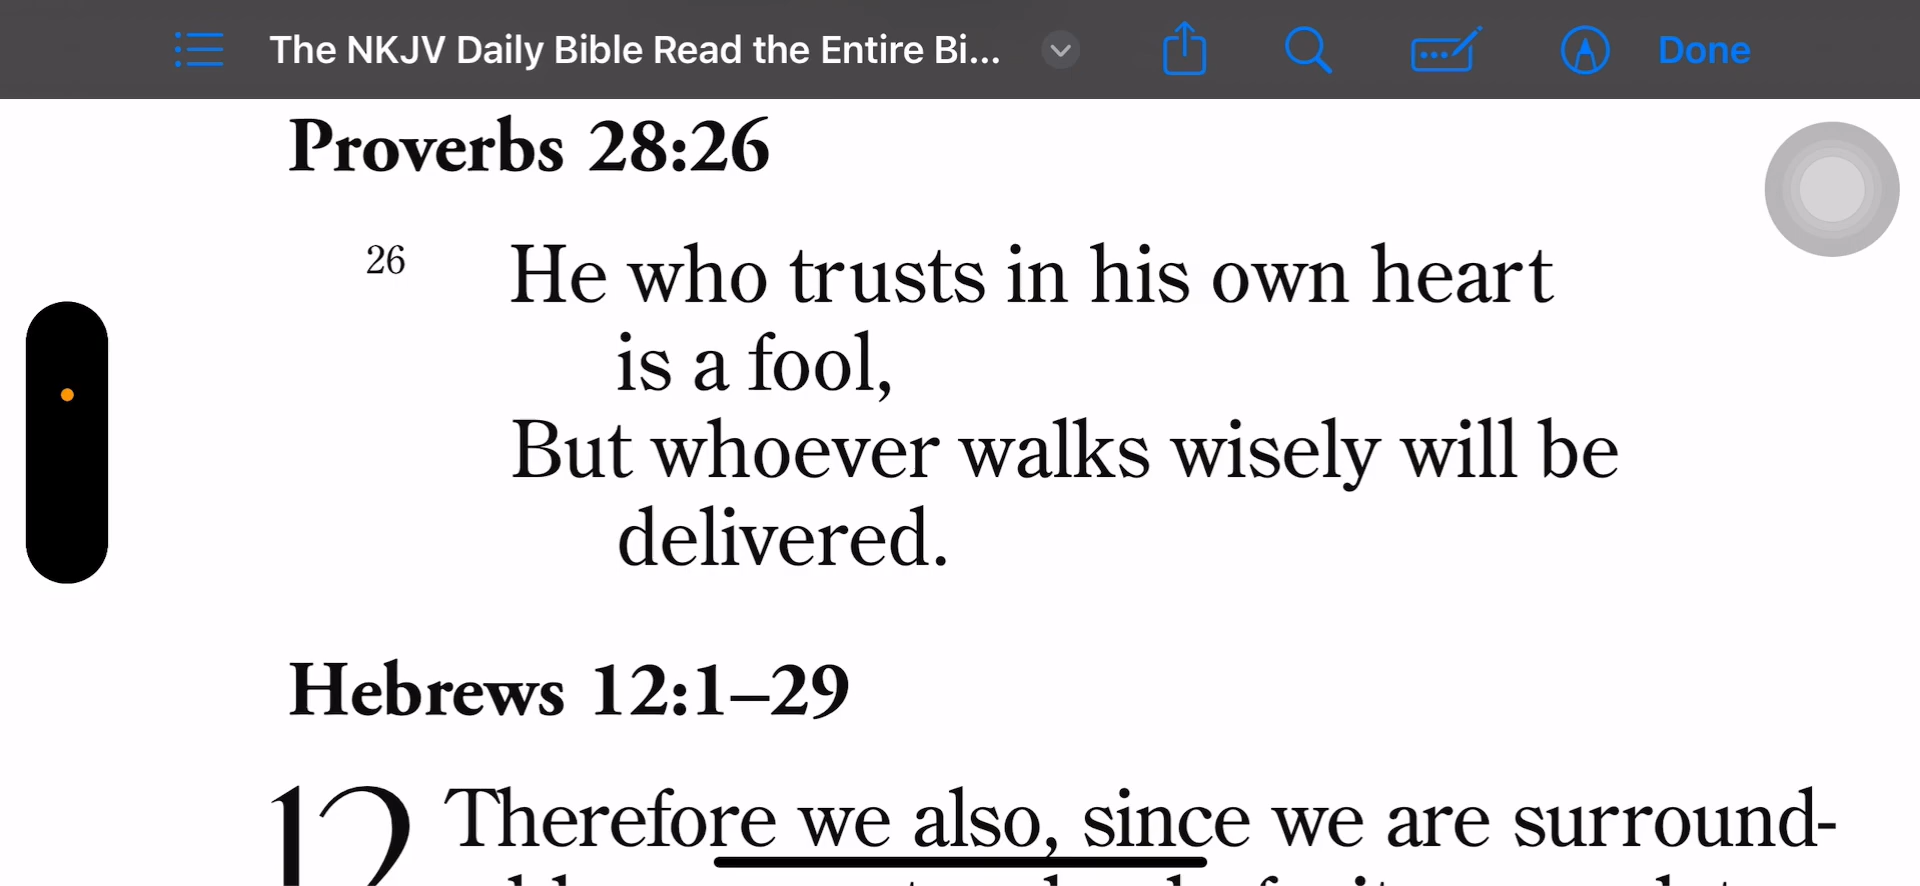 The NKJV Daily Bible Read the Entire Bi...
Done
Proverbs 28:26
26 He who trusts in his own heart
is a fool,
But whoever walks wisely will be
delivered.
Hebrews 12:1–29
12 Therefore we also, since we are surround-